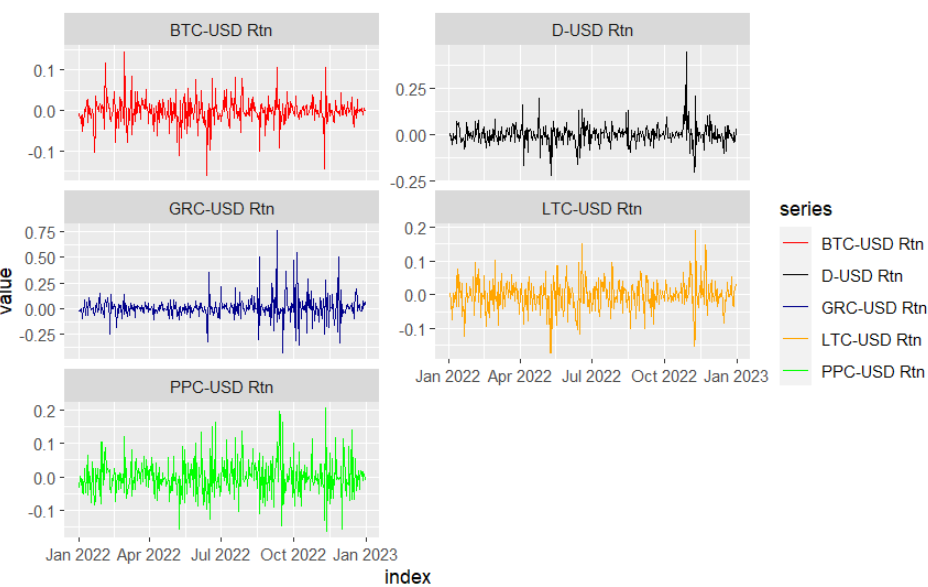 BTC-USD Rtn
D-USD Rtn
0.1
0.0
-0.1
0.25
0.00
-0.25
GRC-USD Rtn
LTC-USD Rtn
0.75
0.50
0.25
0.00
-0.25
0.2
0.1
0.0
-0.1
Jan 2022 Apr 2022 Jul 2022 Oct 2022 Jan 2023
PPC-USD Rtn
0.2
0.1
0.0
-0.1
Jan 2022 Apr 2022 Jul 2022 Oct 2022 Jan 2023
value
index
series
BTC-USD Rtn
D-USD Rtn
GRC-USD Rtn
LTC-USD Rtn
PPC-USD Rtn